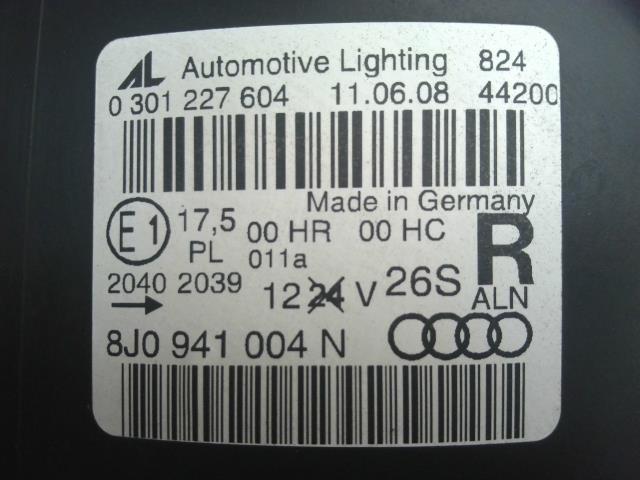 AL Automotive Lighting 824
0 301 227 604 11.06.08 44200
Made in Germany
E1 17,5 00 HR 00 HC R
PL 011a
2040 2039 12 24 V 26S ALN
8J0 941 004 N